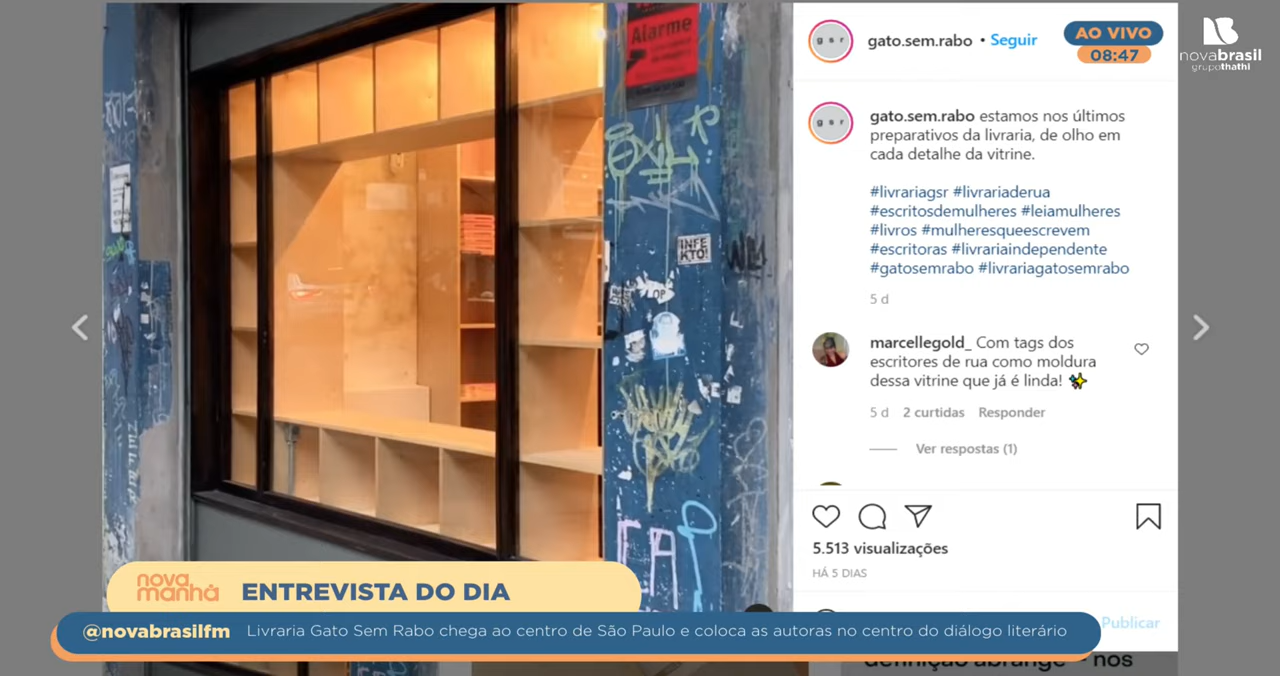 Alarme
INFE
KTO!
g s r
gato.sem.rabo • Seguir
AO VIVO
08:47
novabrasil
grupothathi
g s r
gato.sem.rabo estamos nos últimos
preparativos da livraria, de olho em
cada detalhe da vitrine.
#livrariagsr #livrariaderua
#escritosdemulheres #leiamulheres
#livros #mulheresqueescrevem
#escritoras #livrariaindependente
#gatosemrabo #livrariagatosemrabo
5 d
marcellegold_ Com tags dos
escritores de rua como moldura
dessa vitrine que já é linda! ✨
5 d 2 curtidas Responder
Ver respostas (1)
5.513 visualizações
HÁ 5 DIAS
Publicar
nova
manhã
ENTREVISTA DO DIA
@novabrasilfm Livraria Gato Sem Rabo chega ao centro de São Paulo e coloca as autoras no centro do diálogo literário
definição abrange - nos